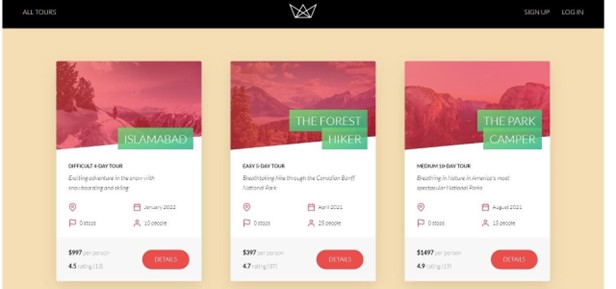 ALL TOURS
SIGN UP
LOG IN
ISLAMABAD
DIFFICULT 4-DAY TOUR
Exciting adventure in the snow with
snowboarding and skiing
January 2022
0 stops
10 people
$997 per person
4.5 rating (13)
DETAILS
THE FOREST
HIKER
EASY 5-DAY TOUR
Breathtaking hike through the Canadian Banff
National Park
April 2021
0 stops
25 people
$397 per person
4.7 rating (37)
DETAILS
THE PARK
CAMPER
MEDIUM 10-DAY TOUR
Breathing in Nature in America's most
spectacular National Parks
August 2021
0 stops
15 people
$1497 per person
4.9 rating (19)
DETAILS